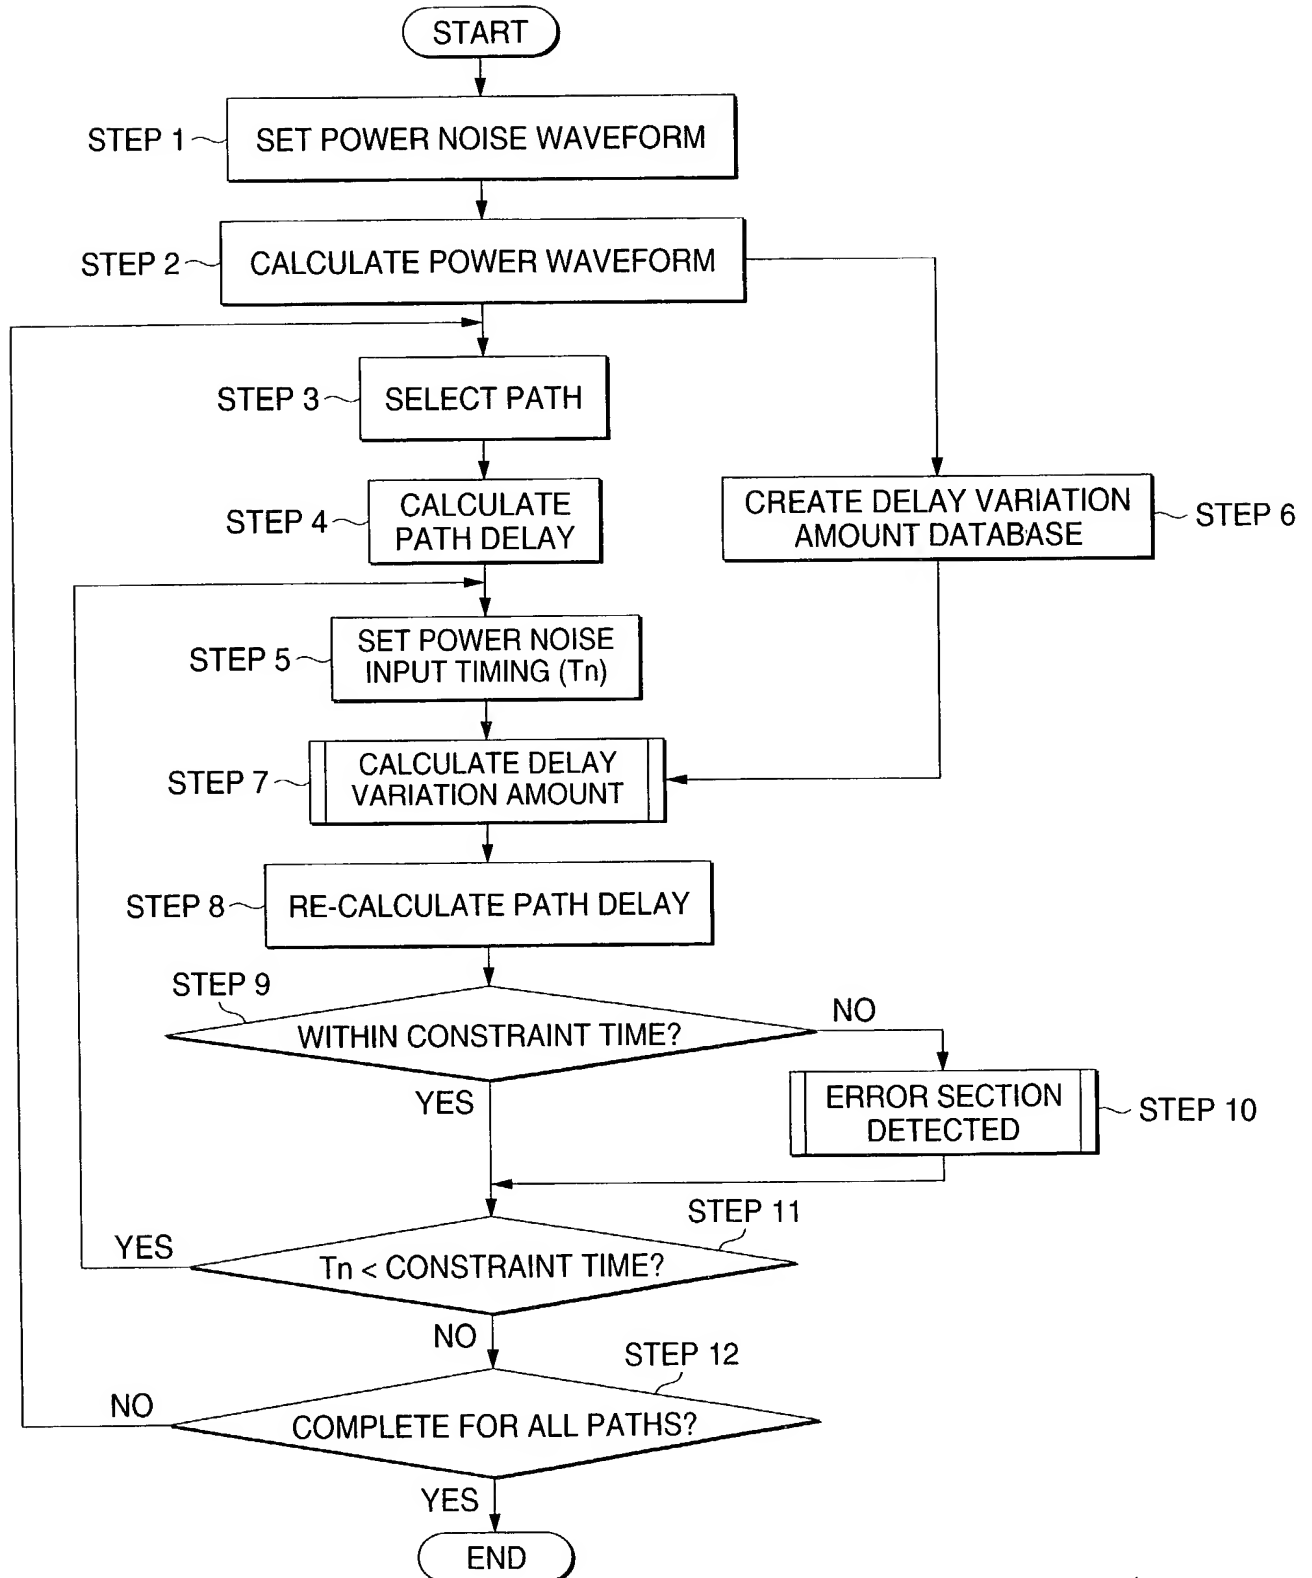 START
STEP 1
SET POWER NOISE WAVEFORM
STEP 2
CALCULATE POWER WAVEFORM
STEP 3
SELECT PATH
STEP 4
CALCULATE
PATH DELAY
CREATE DELAY VARIATION
AMOUNT DATABASE
STEP 6
STEP 5
SET POWER NOISE
INPUT TIMING (Tn)
STEP 7
CALCULATE DELAY
VARIATION AMOUNT
STEP 8
RE-CALCULATE PATH DELAY
STEP 9
WITHIN CONSTRAINT TIME?
NO
YES
ERROR SECTION
DETECTED
STEP 10
STEP 11
YES
Tn < CONSTRAINT TIME?
NO
STEP 12
NO
COMPLETE FOR ALL PATHS?
YES
END